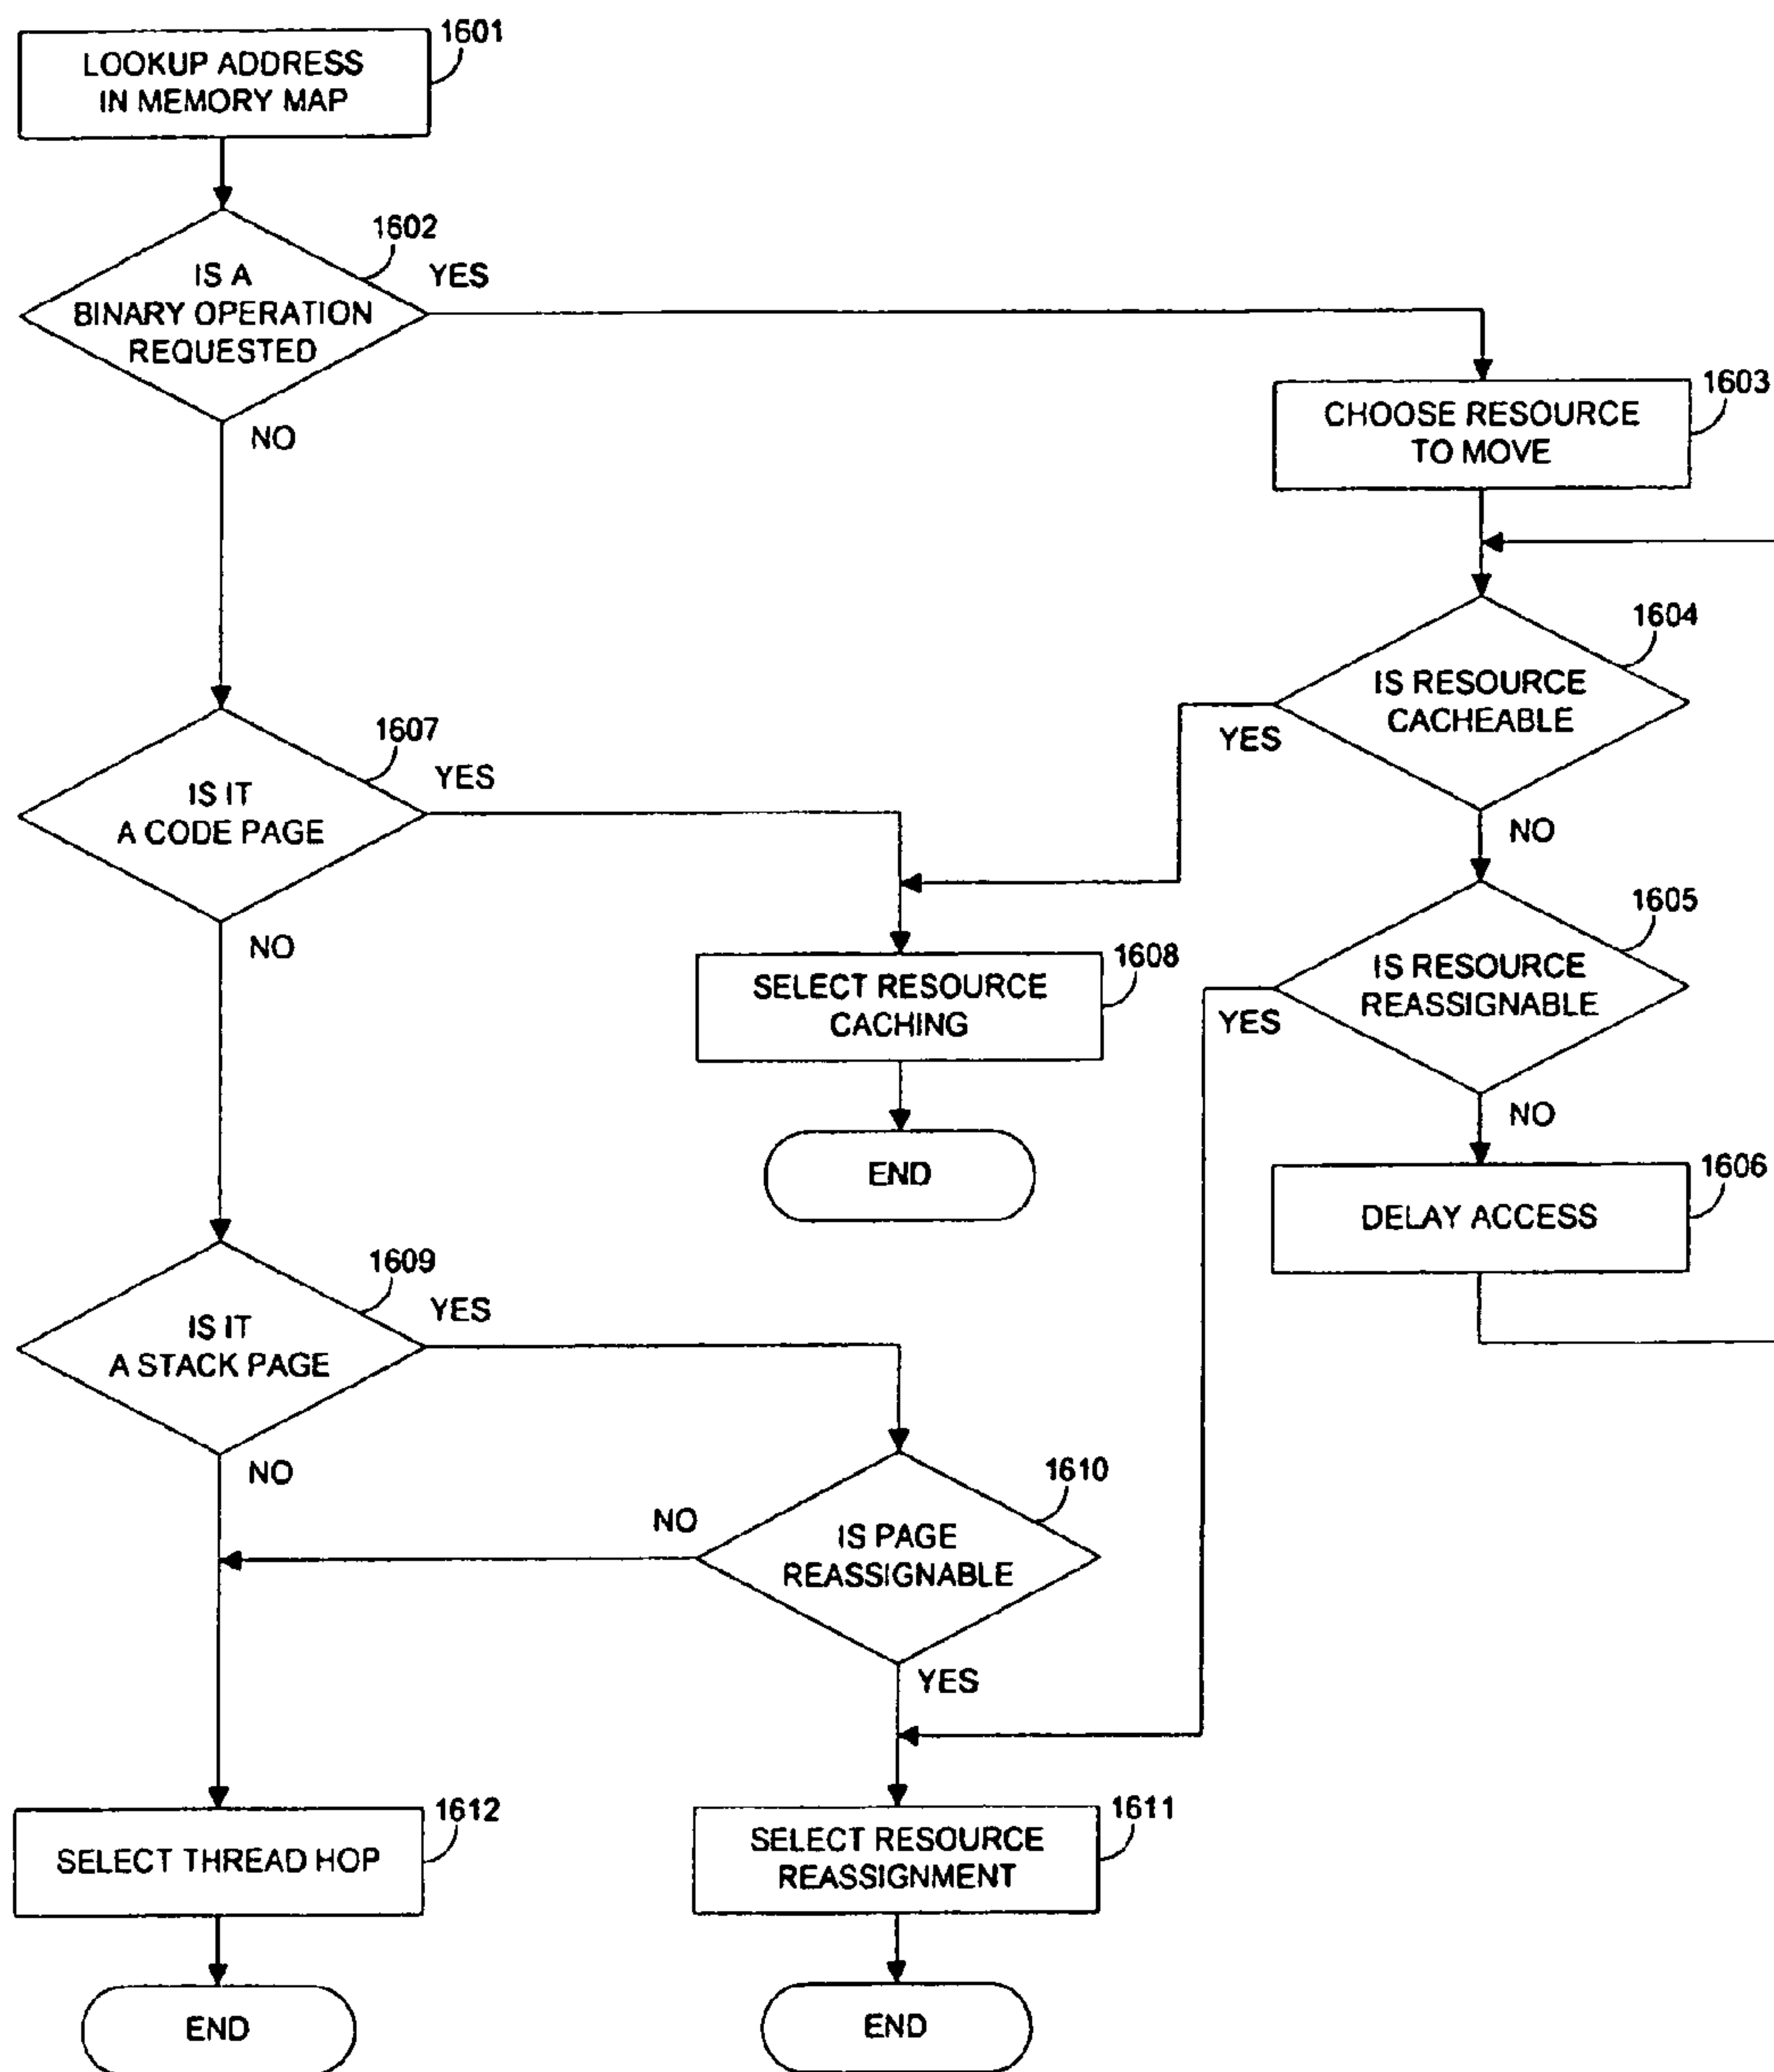 1601
LOOKUP ADDRESS
IN MEMORY MAP
1602
IS A
BINARY OPERATION
REQUESTED
YES
NO
1603
CHOOSE RESOURCE
TO MOVE
1604
IS RESOURCE
CACHEABLE
YES
NO
1607
IS IT
A CODE PAGE
YES
NO
1605
IS RESOURCE
REASSIGNABLE
YES
NO
1608
SELECT RESOURCE
CACHING
END
1606
DELAY ACCESS
1609
IS IT
A STACK PAGE
YES
NO
1610
IS PAGE
REASSIGNABLE
NO
YES
1612
SELECT THREAD HOP
1611
SELECT RESOURCE
REASSIGNMENT
END
END